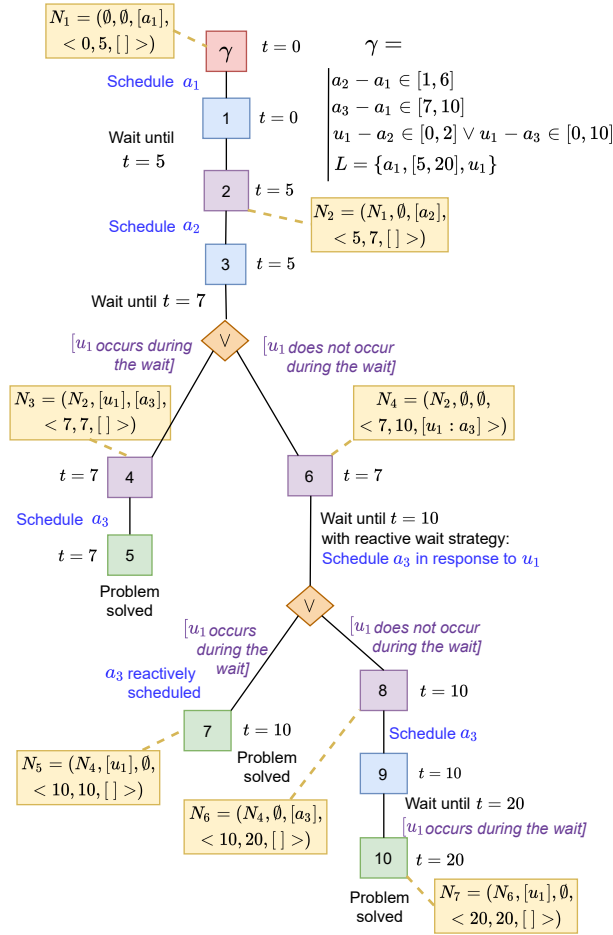 N₁ = (∅, ∅, [a₁],
< 0, 5, [ ] >)
γ
t = 0
γ =
a₂ − a₁ ∈ [1, 6]
a₃ − a₁ ∈ [7, 10]
u₁ − a₂ ∈ [0, 2] ∨ u₁ − a₃ ∈ [0, 10]
L = {a₁, [5, 20], u₁}
Schedule a₁
1
t = 0
Wait until
t = 5
2
t = 5
N₂ = (N₁, ∅, [a₂],
< 5, 7, [ ] >)
Schedule a₂
3
t = 5
Wait until t = 7
∨
[u₁ occurs during
the wait]
[u₁ does not occur
during the wait]
N₃ = (N₂, [u₁], [a₃],
< 7, 7, [ ] >)
N₄ = (N₂, ∅, ∅,
< 7, 10, [u₁ : a₃] >)
t = 7
4
6
t = 7
Schedule a₃
t = 7
5
Problem
solved
Wait until t = 10
with reactive wait strategy:
Schedule a₃ in response to u₁
∨
[u₁ occurs
during the
wait]
[u₁ does not occur
during the wait]
a₃ reactively
scheduled
7
t = 10
Problem
solved
8
t = 10
Schedule a₃
N₅ = (N₄, [u₁], ∅,
< 10, 10, [ ] >)
9
t = 10
N₆ = (N₄, ∅, [a₃],
< 10, 20, [ ] >)
Wait until t = 20
[u₁ occurs during the wait]
10
t = 20
Problem
solved
N₇ = (N₆, [u₁], ∅,
< 20, 20, [ ] >)